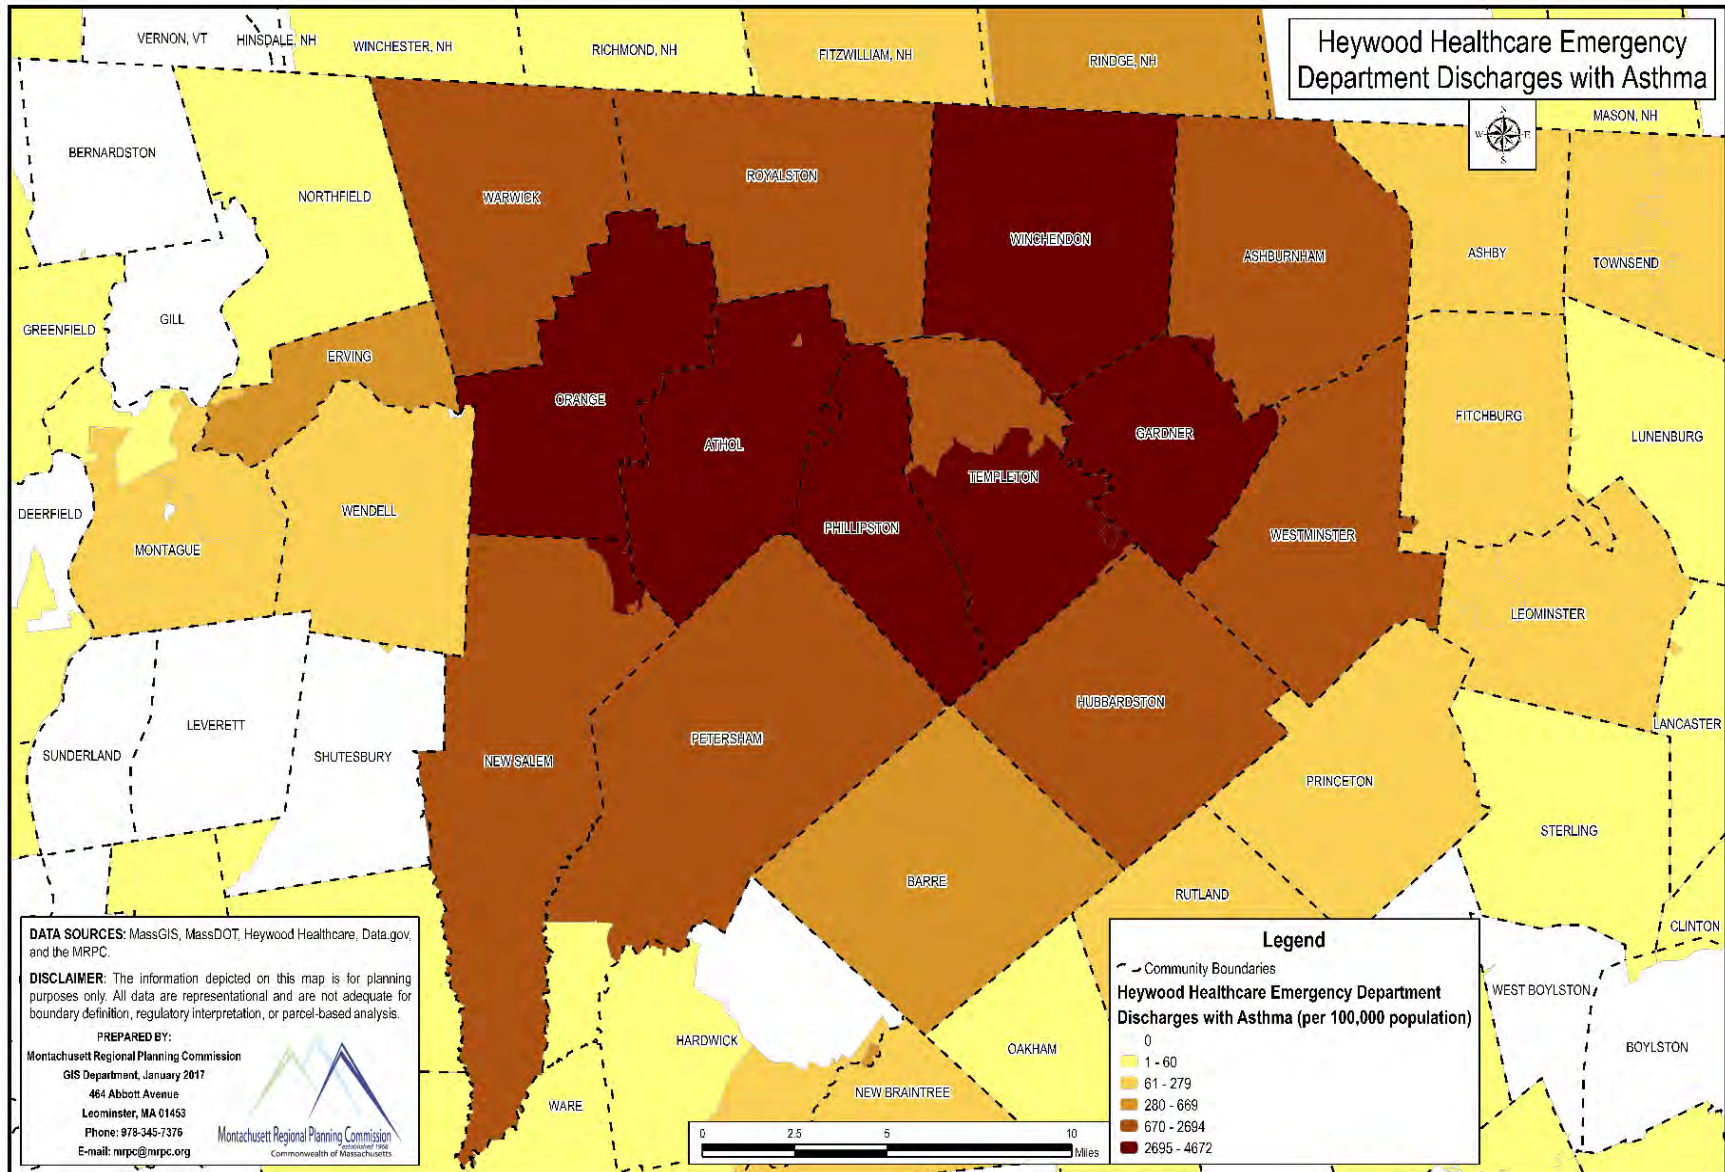 Heywood Healthcare Emergency
Department Discharges with Asthma
VERNON, VT
HINSDALE, NH
WINCHESTER, NH
RICHMOND, NH
FITZWILLIAM, NH
RINDGE, NH
MASON, NH
N
W
E
S
BERNARDSTON
NORTHFIELD
WARWICK
ROYALSTON
WINCHENDON
ASHBURNHAM
ASHBY
TOWNSEND
GREENFIELD
GILL
ERVING
ORANGE
ATHOL
PHILLIPSTON
TEMPLETON
GARDNER
WESTMINSTER
FITCHBURG
LUNENBURG
DEERFIELD
MONTAGUE
WENDELL
LEOMINSTER
SUNDERLAND
LEVERETT
SHUTESBURY
NEW SALEM
PETERSHAM
HUBBARDSTON
PRINCETON
LANCASTER
STERLING
BARRE
RUTLAND
CLINTON
WEST BOYLSTON
BOYLSTON
HARDWICK
OAKHAM
NEW BRAINTREE
WARE
DATA SOURCES: MassGIS, MassDOT, Heywood Healthcare, Data.gov,
and the MRPC.
DISCLAIMER: The information depicted on this map is for planning
purposes only. All data are representational and are not adequate for
boundary definition, regulatory interpretation, or parcel-based analysis.
PREPARED BY:
Montachusett Regional Planning Commission
GIS Department, January 2017
464 Abbott Avenue
Leominster, MA 01453
Phone: 978-345-7376
E-mail: mrpc@mrpc.org
Montachusett Regional Planning Commission
established 1968
Commonwealth of Massachusetts
0 2.5 5 10
Miles
Legend
Community Boundaries
Heywood Healthcare Emergency Department
Discharges with Asthma (per 100,000 population)
0
1 - 60
61 - 279
280 - 669
670 - 2694
2695 - 4672